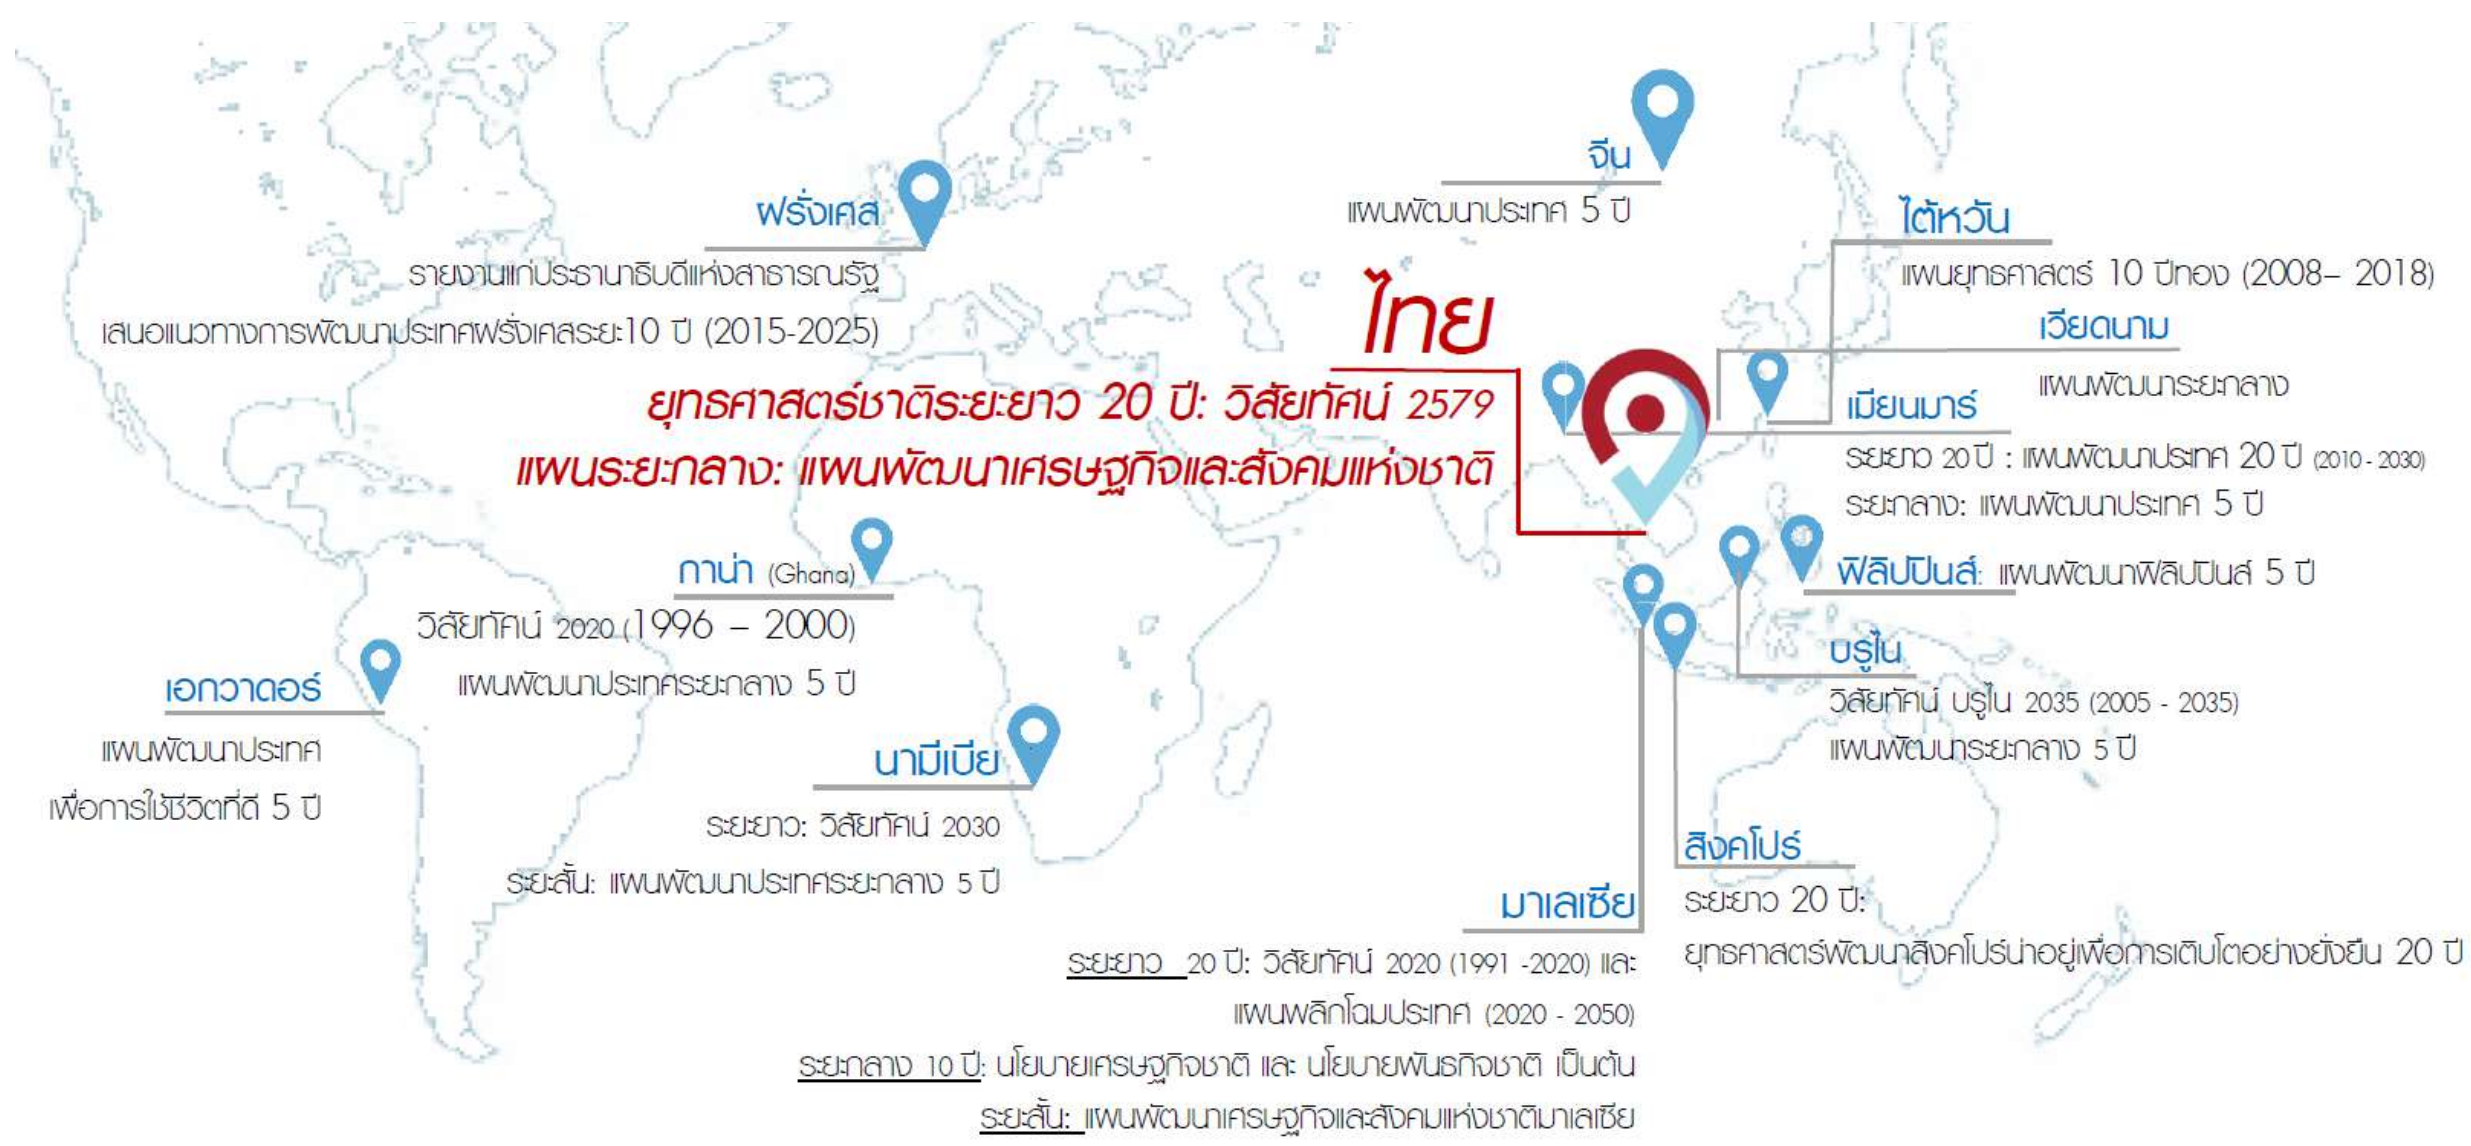 จีน
แผนพัฒนาประเทศ 5 ปี
ฝรั่งเศส
รายงานแก่ประธานาธิบดีแห่งสาธารณรัฐ
เสนอแนวทางการพัฒนาประเทศฝรั่งเศสระยะ10 ปี (2015-2025)
ไต้หวัน
แผนยุทธศาสตร์ 10 ปีทอง (2008– 2018)
เวียดนาม
แผนพัฒนาระยะกลาง
ไทย
ยุทธศาสตร์ชาติระยะยาว 20 ปี: วิสัยทัศน์ 2579
แผนระยะกลาง: แผนพัฒนาเศรษฐกิจและสังคมแห่งชาติ
เมียนมาร์
ระยะยาว 20 ปี : แผนพัฒนาประเทศ 20 ปี (2010 - 2030)
ระยะกลาง: แผนพัฒนาประเทศ 5 ปี
ฟิลิปปินส์: แผนพัฒนาฟิลิปปินส์ 5 ปี
กาน่า (Ghana)
วิสัยทัศน์ 2020 (1996 – 2000)
แผนพัฒนาประเทศระยะกลาง 5 ปี
บรูไน
วิสัยทัศน์ บรูไน 2035 (2005 - 2035)
แผนพัฒนาระยะกลาง 5 ปี
เอกวาดอร์
แผนพัฒนาประเทศ
เพื่อการใช้ชีวิตที่ดี 5 ปี
นามีเบีย
ระยะยาว: วิสัยทัศน์ 2030
ระยะสั้น: แผนพัฒนาประเทศระยะกลาง 5 ปี
สิงคโปร์
ระยะยาว 20 ปี:
ยุทธศาสตร์พัฒนาสิงคโปร์น่าอยู่เพื่อการเติบโตอย่างยั่งยืน 20 ปี
มาเลเซีย
ระยะยาว 20 ปี: วิสัยทัศน์ 2020 (1991 -2020) และ
แผนพลิกโฉมประเทศ (2020 - 2050)
ระยะกลาง 10 ปี: นโยบายเศรษฐกิจชาติ และ นโยบายพันธกิจชาติ เป็นต้น
ระยะสั้น: แผนพัฒนาเศรษฐกิจและสังคมแห่งชาติมาเลเซีย